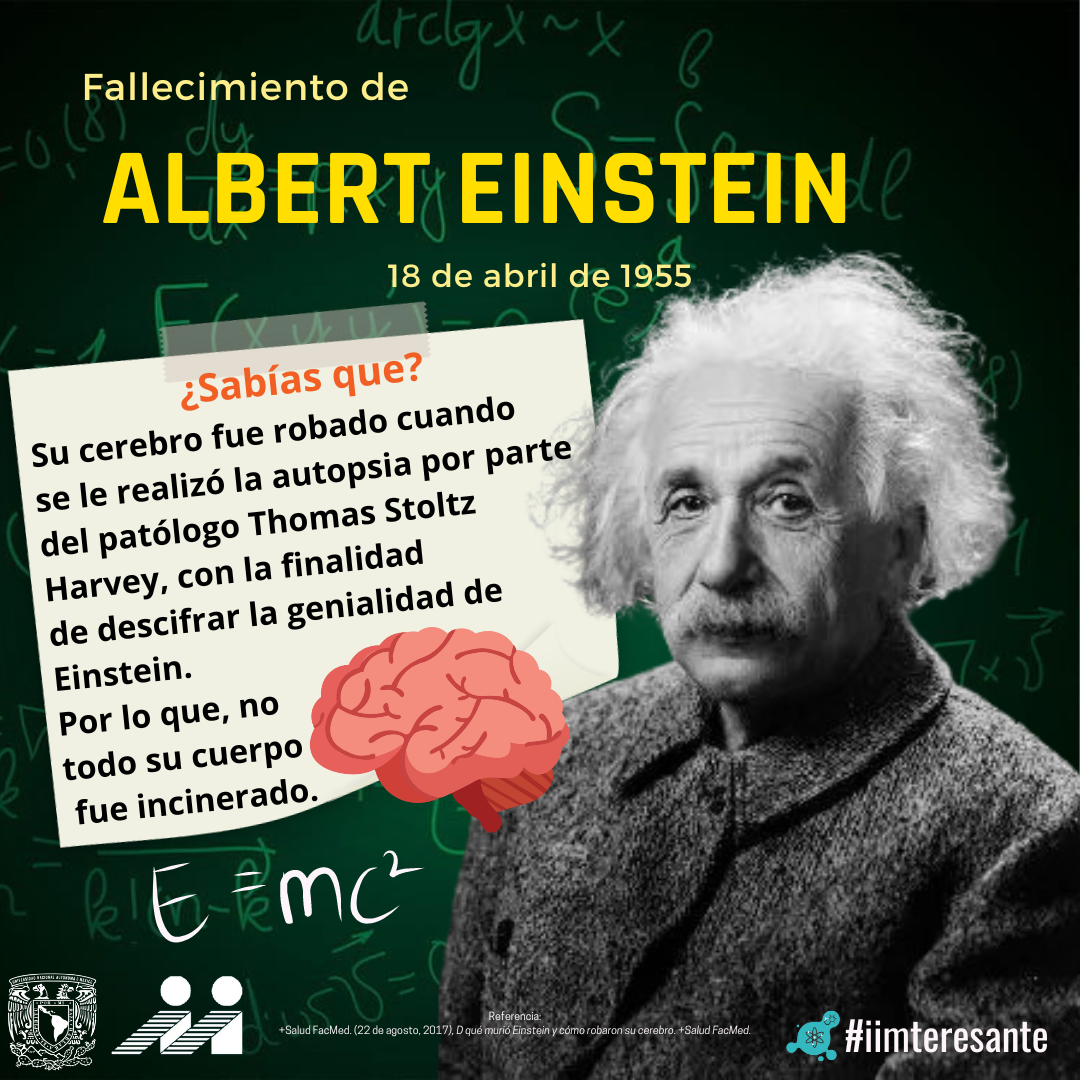 Fallecimiento de
ALBERT EINSTEIN
18 de abril de 1955
¿Sabías que?
Su cerebro fue robado cuando
se le realizó la autopsia por parte
del patólogo Thomas Stoltz
Harvey, con la finalidad
de descifrar la genialidad de
Einstein.
Por lo que, no
todo su cuerpo
fue incinerado.
E=mc²
Referencia:
+Salud FacMed. (22 de agosto, 2017), D qué murió Einstein y cómo robaron su cerebro. +Salud FacMed.
#iimteresante